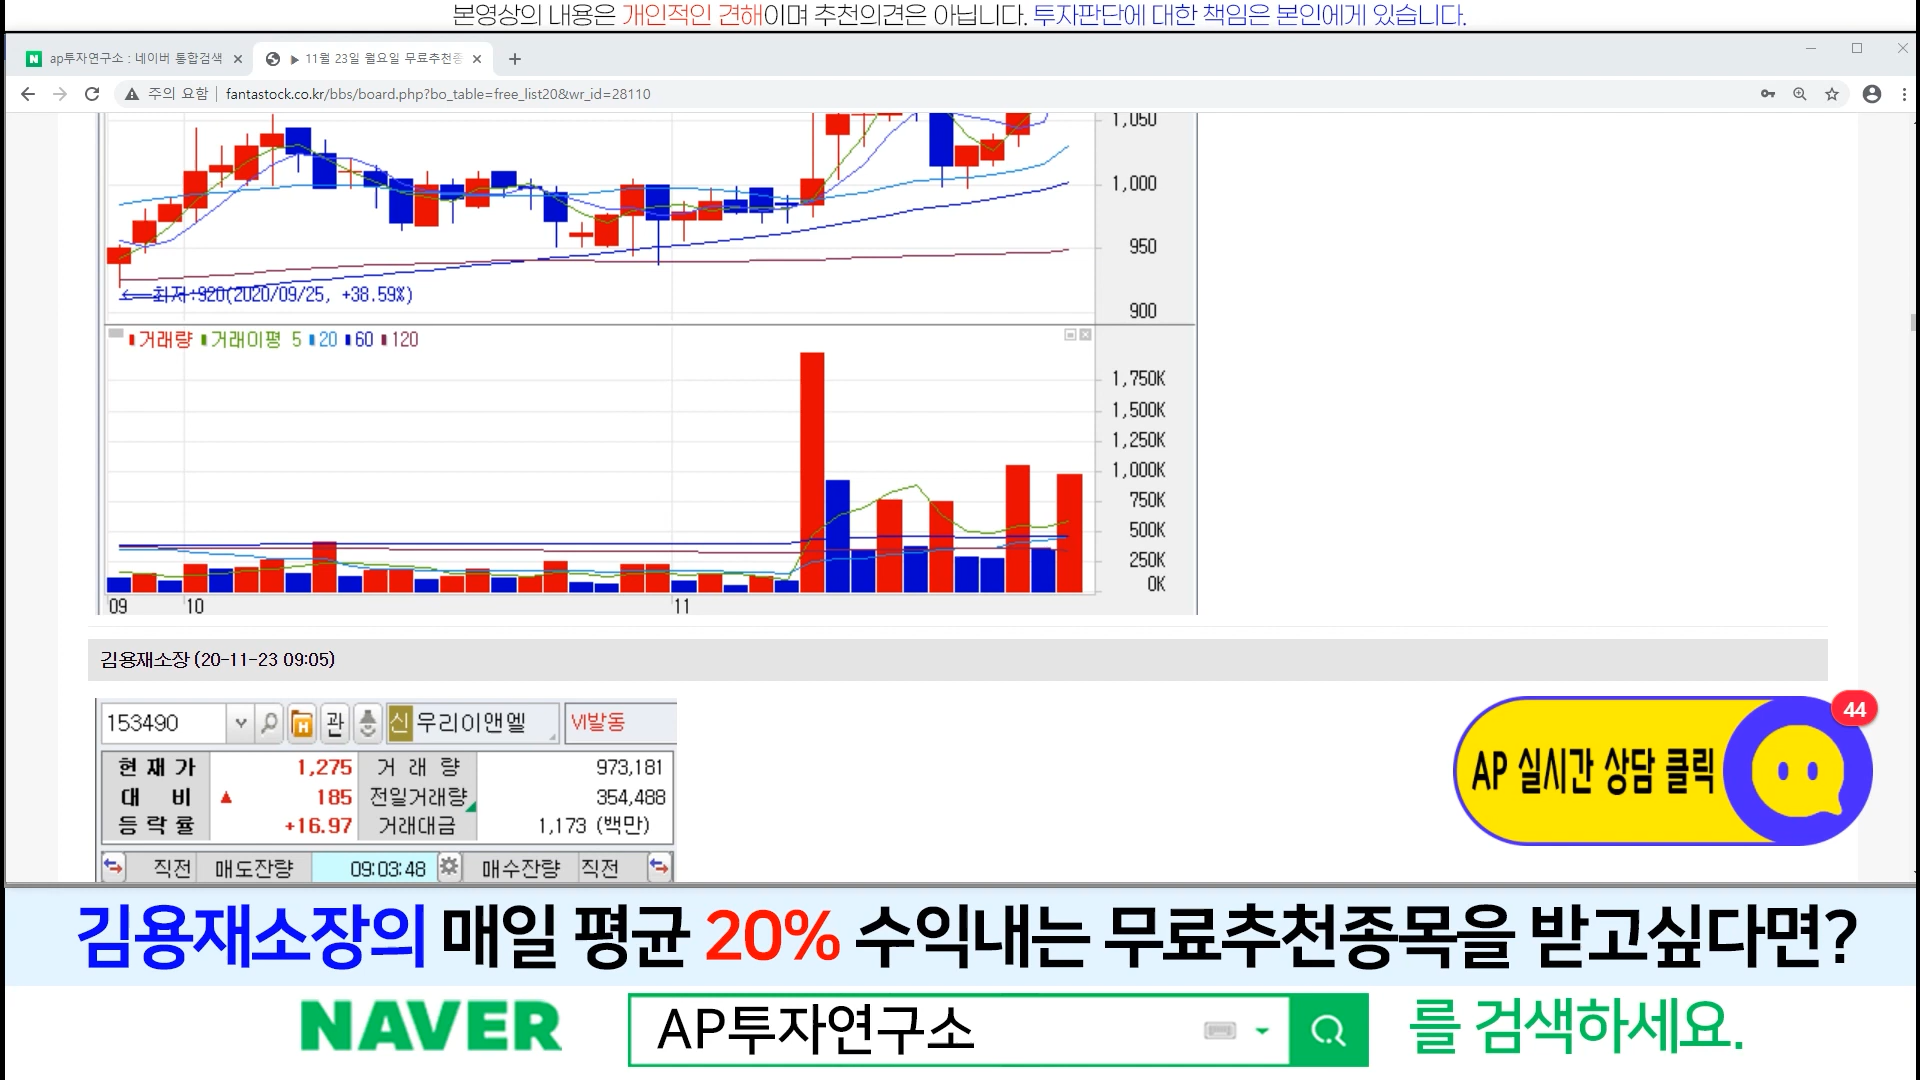 본영상의 내용은 개인적인 견해이며 추천의견은 아닙니다. 투자판단에 대한 책임은 본인에게 있습니다.
ap투자연구소 : 네이버 통합검색
▶ 11월 23일 월요일 무료추천종
주의 요함 | fantastock.co.kr/bbs/board.php?bo_table=free_list20&wr_id=28110
1,050
1,000
950
900
최저:920(2020/09/25, +38.59%)
거래량 거래이평 5 20 60 120
1,750K
1,500K
1,250K
1,000K
750K
500K
250K
0K
09 10 11
김용재소장 (20-11-23 09:05)
153490 관 신 우리이앤엘 VI발동
현재가 1,275 거래량 973,181
대비 ▲ 185 전일거래량 354,488
등락률 +16.97 거래대금 1,173 (백만)
직전 매도잔량 09:03:48 매수잔량 직전
44
AP 실시간 상담 클릭
김용재소장의 매일 평균 20% 수익내는 무료추천종목을 받고싶다면?
NAVER AP투자연구소 를 검색하세요.